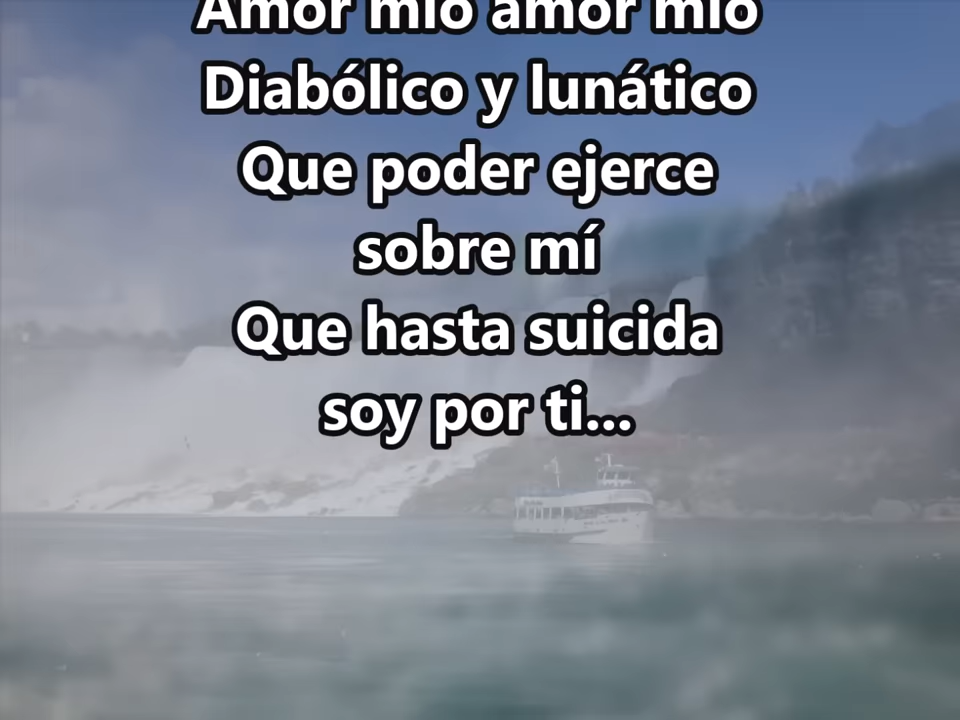 Amor mío amor mío
Diabólico y lunático
Que poder ejerce
sobre mí
Que hasta suicida
soy por ti...